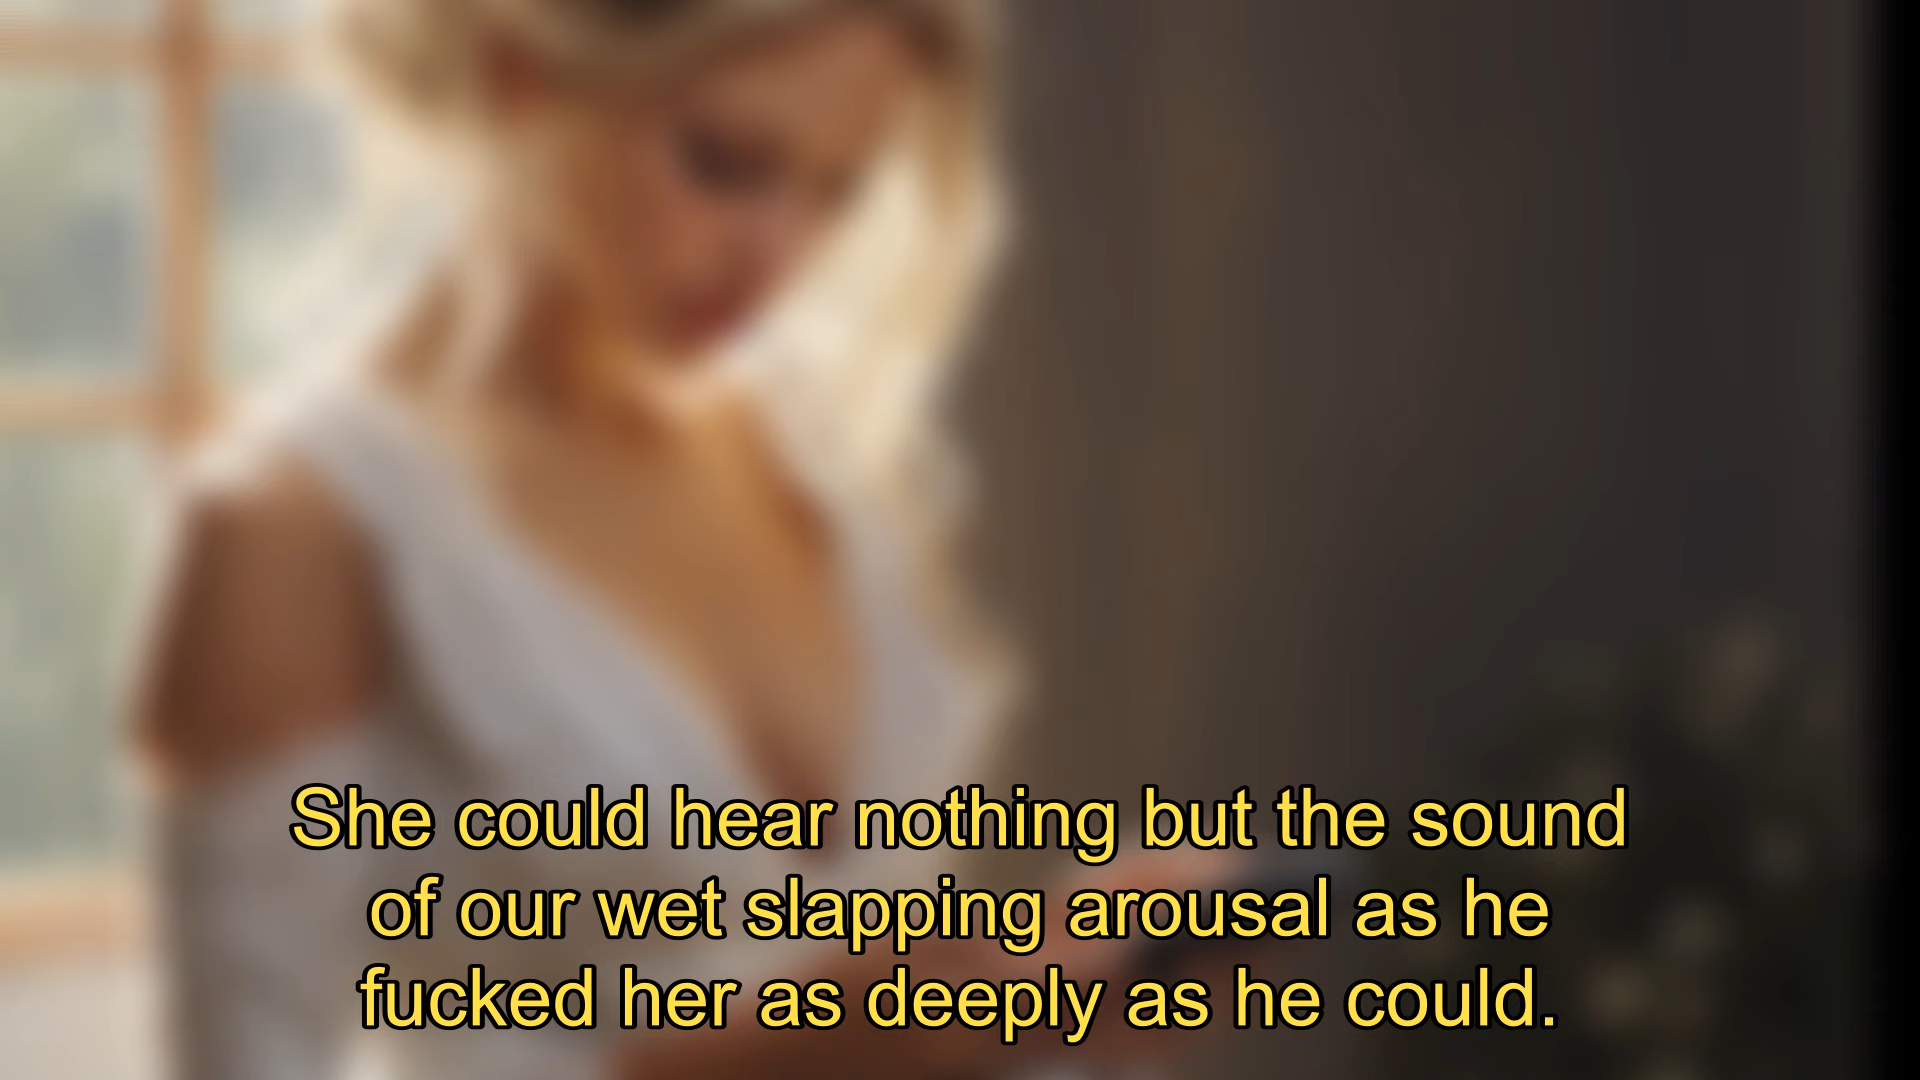 She could hear nothing but the sound
of our wet slapping arousal as he
fucked her as deeply as he could.